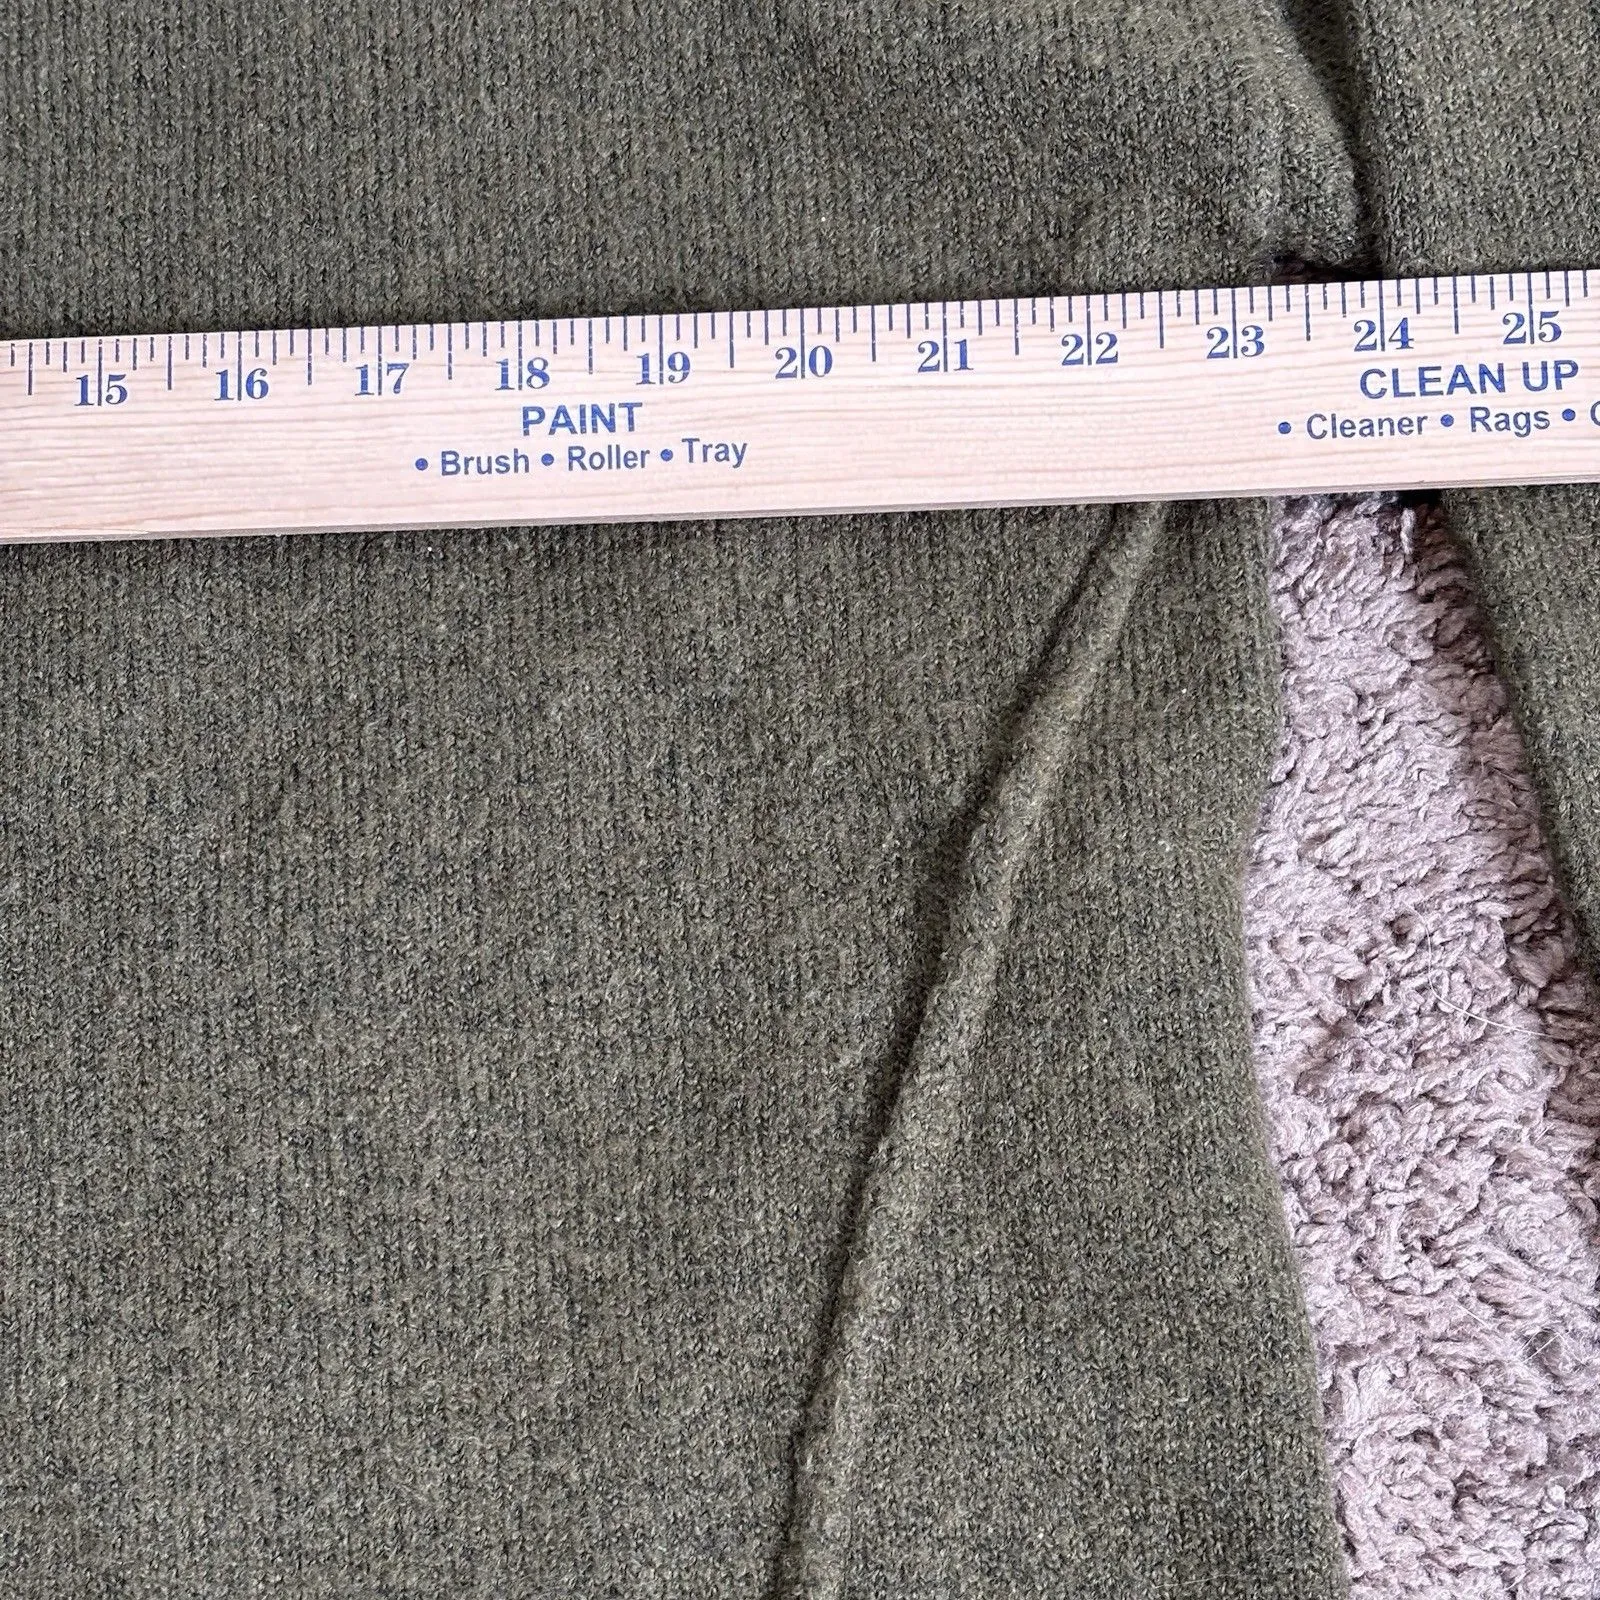 15 16 17 18 19 20 21 22 23 24 25
PAINT
• Brush • Roller • Tray
CLEAN UP
• Cleaner • Rags •